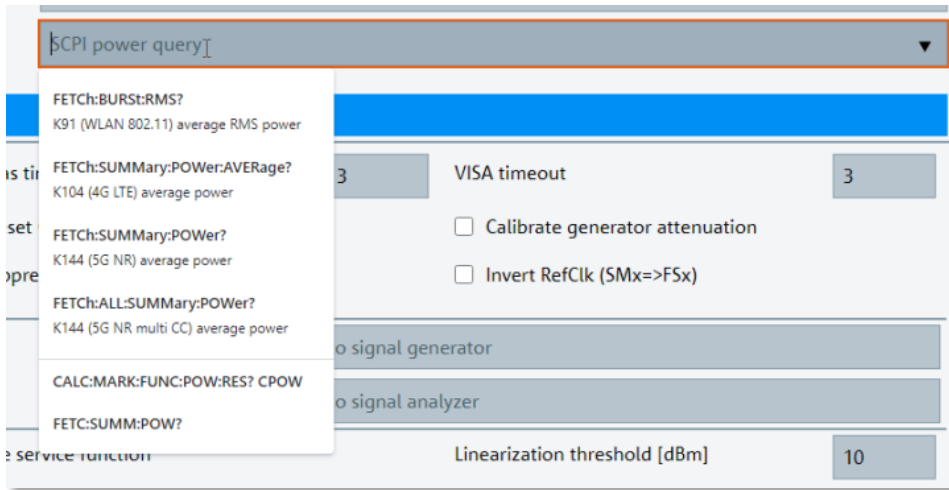 SCPI power query
FETCh:BURSt:RMS?
K91 (WLAN 802.11) average RMS power
FETCh:SUMMary:POWer:AVERage?
K104 (4G LTE) average power
FETCh:SUMMary:POWer?
K144 (5G NR) average power
FETCh:ALL:SUMMary:POWer?
K144 (5G NR multi CC) average power
CALC:MARK:FUNC:POW:RES? CPOW
FETC:SUMM:POW?
3
VISA timeout
3
set
Calibrate generator attenuation
Invert RefClk (SMx=>FSx)
signal generator
signal analyzer
service function
Linearization threshold [dBm]
10